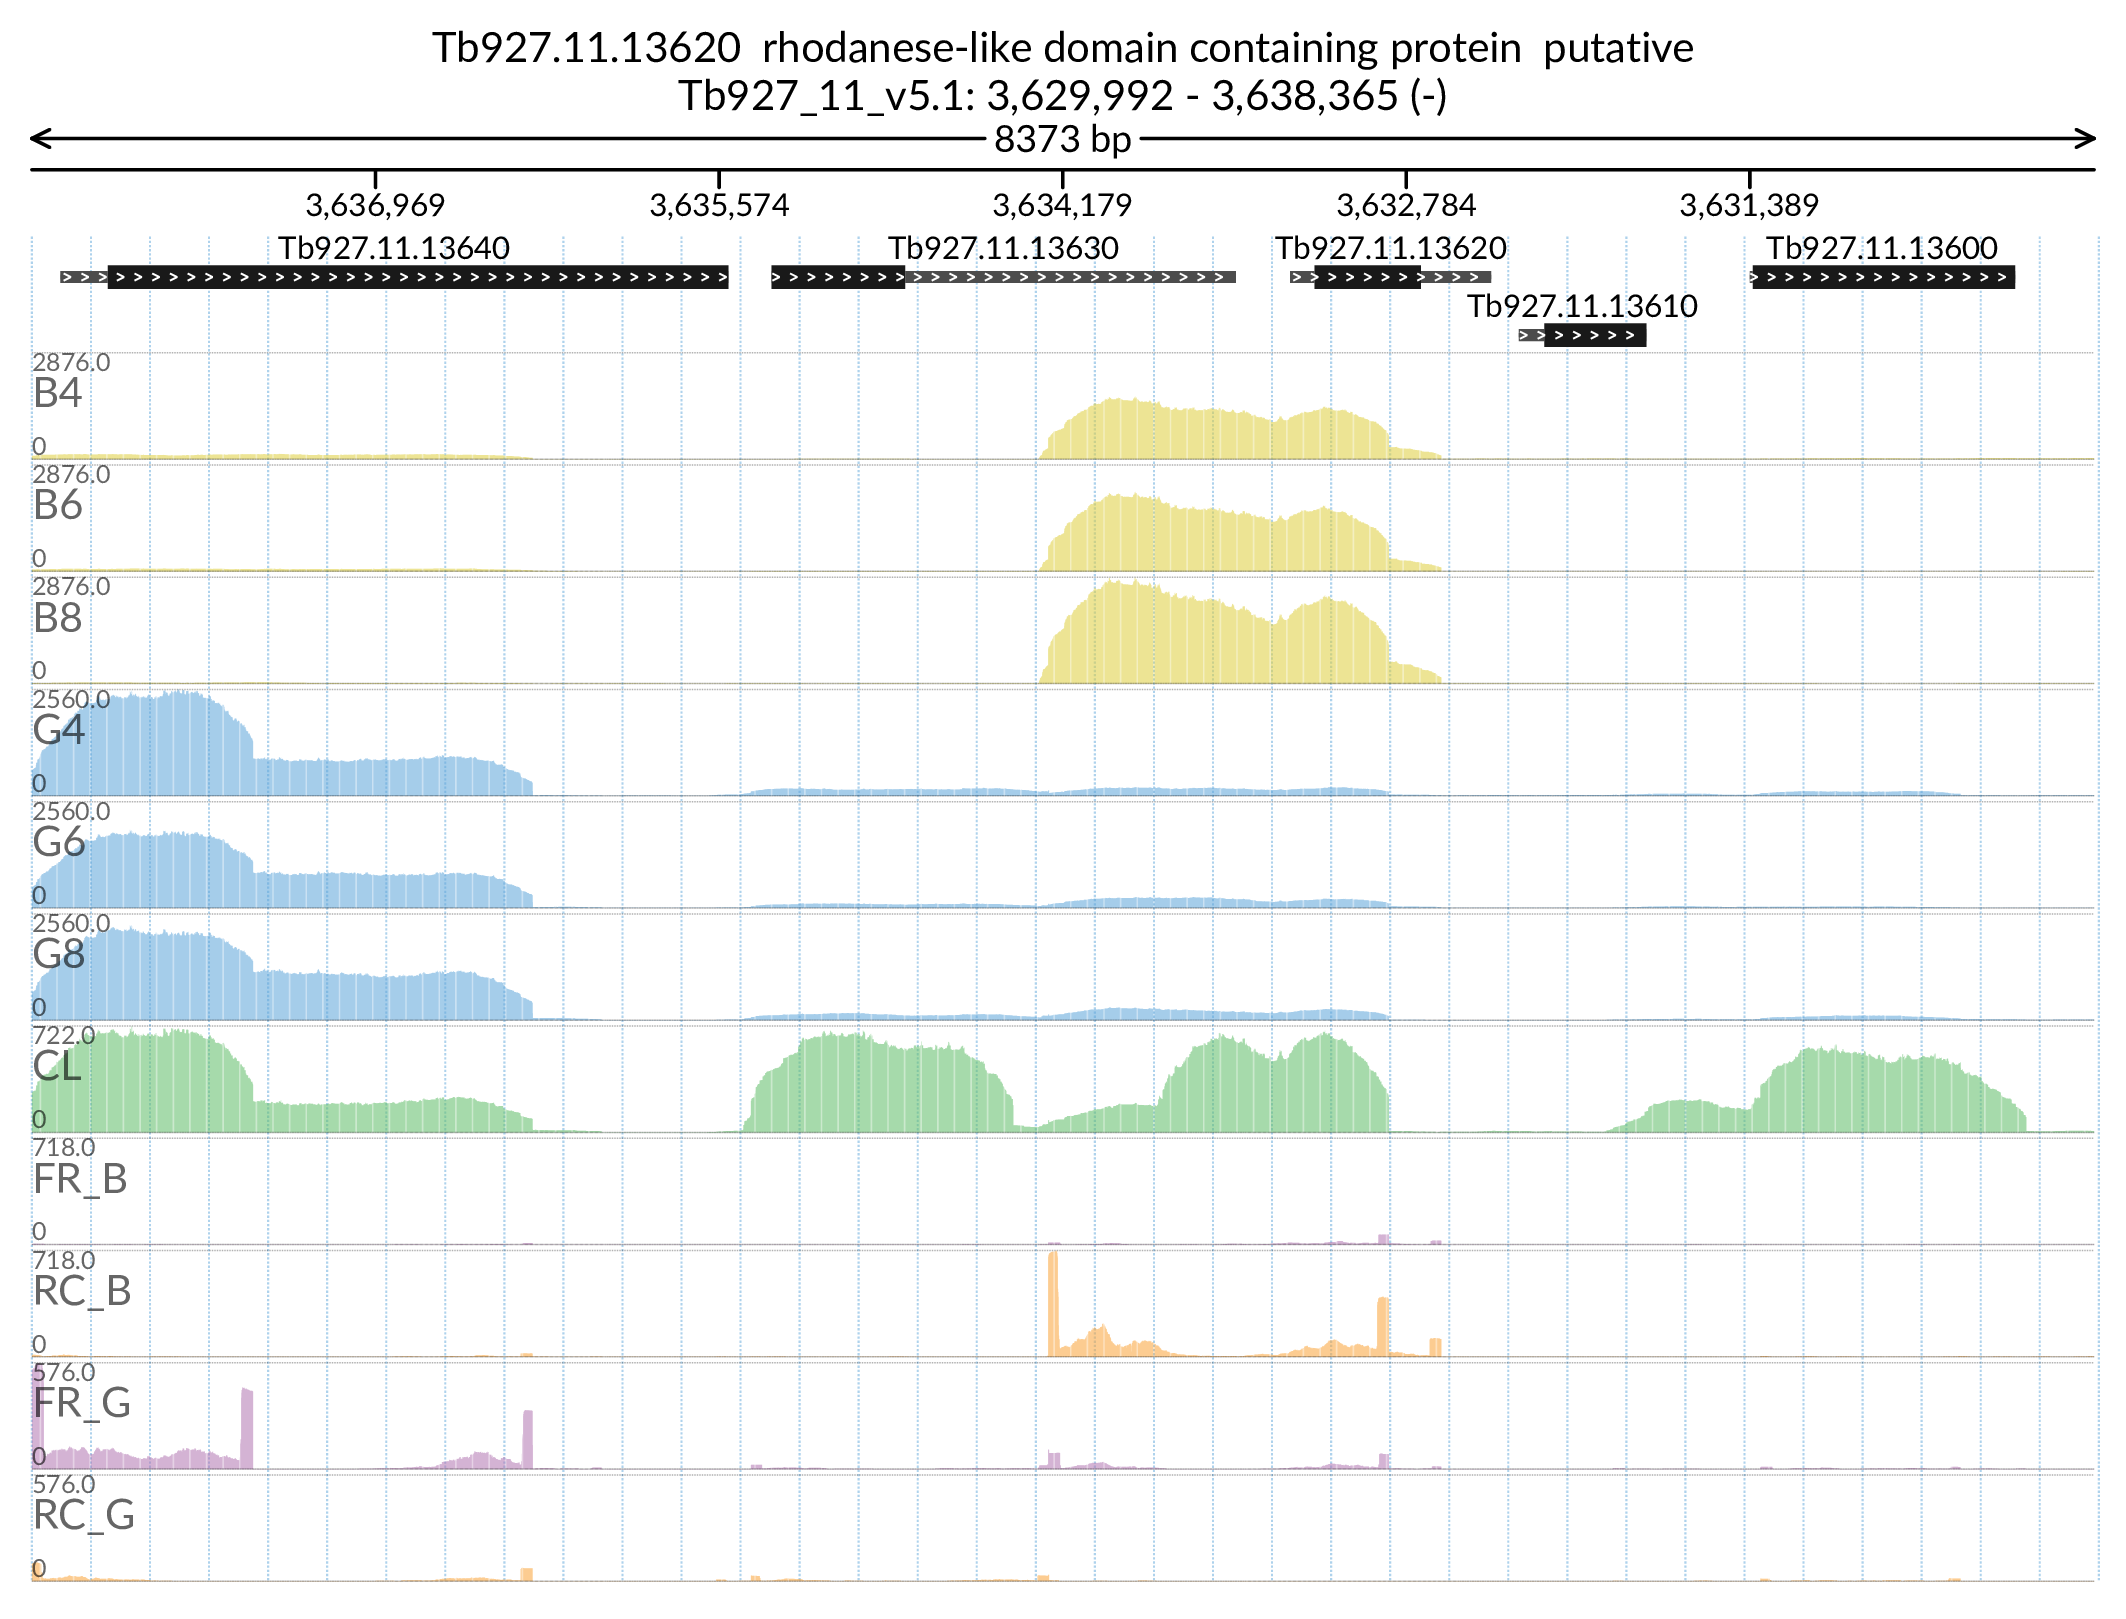 Tb927.11.13620  rhodanese-like domain containing protein  putative
Tb927_11_v5.1: 3,629,992 - 3,638,365 (-)
8373 bp
3,636,969 3,635,574 3,634,179 3,632,784 3,631,389
Tb927.11.13640 Tb927.11.13630 Tb927.11.13620 Tb927.11.13600
Tb927.11.13610
2876.0
B4
0
2876.0
B6
0
2876.0
B8
0
2560.0
G4
0
2560.0
G6
0
2560.0
G8
0
722.0
CL
0
718.0
FR_B
0
718.0
RC_B
0
576.0
FR_G
0
576.0
RC_G
0